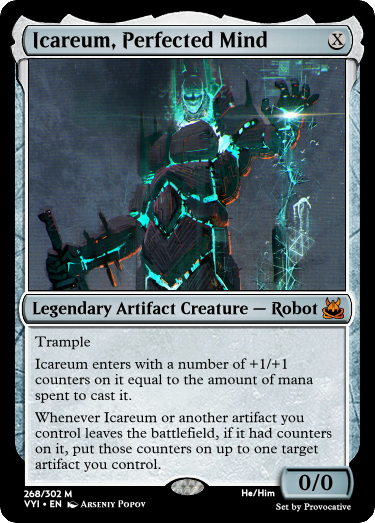 Icareum, Perfected Mind X
Legendary Artifact Creature — Robot
Trample
Icareum enters with a number of +1/+1
counters on it equal to the amount of mana
spent to cast it.
Whenever Icareum or another artifact you
control leaves the battlefield, if it had counters
on it, put those counters on up to one target
artifact you control.
0/0
268/302 M He/Him
VYI • EN Arseniy Popov Set by Provocative